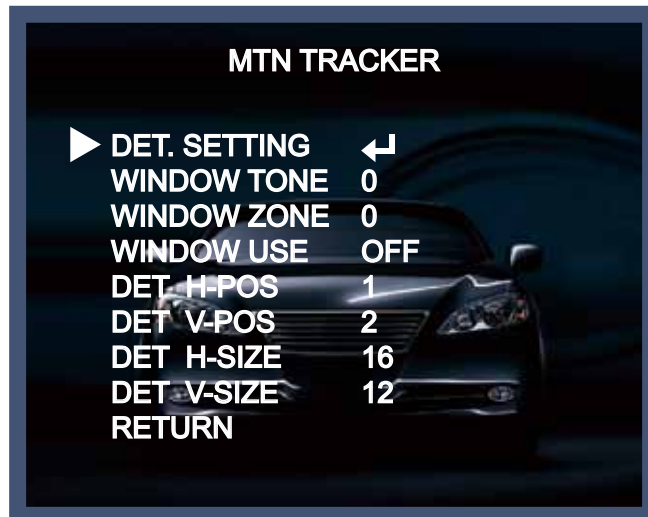 MTN TRACKER
DET. SETTING ↵
WINDOW TONE 0
WINDOW ZONE 0
WINDOW USE OFF
DET. H-POS 1
DET V-POS 2
DET H-SIZE 16
DET V-SIZE 12
RETURN